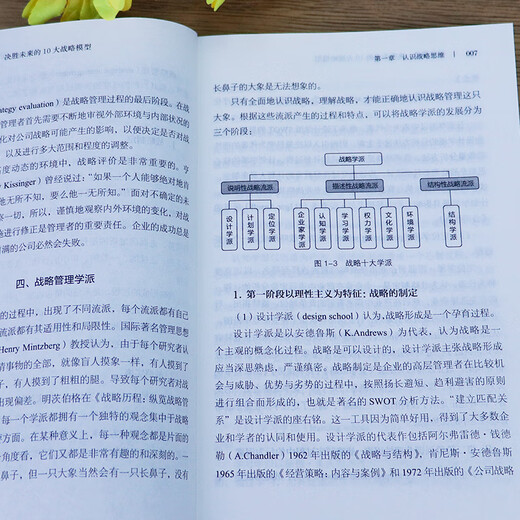 决胜未来的 10 大战略模型
tegy evaluation）是战略管理过程的最后阶段。在战
管理者首先需要不断地审视外部环境与内部状况的
化对公司战略可能产生的影响，以便决定是否对战
以及进行多大范围和程度的调整。
度动态的环境中，战略评价是非常重要的。亨
Kissinger）曾经说过：“如果一个人能够绝对地肯
他无所不知，要么他一无所知。”面对不确定的未
一切。所以，谨慎地观察内外环境的变化，对战
施进行修正是管理者的重要责任。企业的成功总是
满的公司必然会失败。
四、战略管理学派
的过程中，出现了不同流派，每个流派都有自己
流派都有其适用性和局限性。国际著名管理思想
Henry Mintzberg）教授认为，由于每个研究者认
事物的全部，就像盲人摸象一样，有人摸到了
子，有人摸到了粗粗的腿。导致每个研究者对战
出现偏差。明茨伯格在《战略历程：纵览战略管
每一个学派都拥有一个独特的观念集中于战略
方面。在某种意义上，每一种观念都是片面的
角度看，它们又都是非常有趣的和深刻的。一
鼻子，但一只大象当然会有一只长鼻子，没有
第一章 认识战略思维 007
长鼻子的大象是无法想象的。
只有全面地认识战略，理解战略，才能正确地认识战略管理这只
大象。根据这些流派产生的过程和特点，可以将战略学派的发展分为
三个阶段：
战略学派
说明性战略流派 描述性战略流派 结构性战略流派
设计学派 计划学派 定位学派 企业家学派 认知学派 学习学派 权力学派 文化学派 环境学派 结构学派
图 1-3 战略十大学派
1. 第一阶段以理性主义为特征：战略的制定
（1）设计学派（design school）认为，战略形成是一个孕育过程。
设计学派是以安德鲁斯（K.Andrews）为代表，认为战略是一
个主观的概念化过程。战略是可以设计的，设计学派主张战略形成
应当深思熟虑，严谨缜密。战略制定是企业的高层管理者在比较机
会与威胁、优势与劣势的过程中，按照扬长避短、趋利避害的原则
进行组合而形成的，也就是著名的 SWOT 分析方法。“建立匹配关
系”是设计学派的座右铭。这一工具因为简单好用，得到了大多数企
业和学者的认同和使用。设计学派的代表作包括阿尔弗雷德·钱德
勒（A.Chandler）1962 年出版的《战略与结构》，肯尼斯·安德鲁斯
1965 年出版的《经营策略：内容与案例》和 1972 年出版的《公司战略